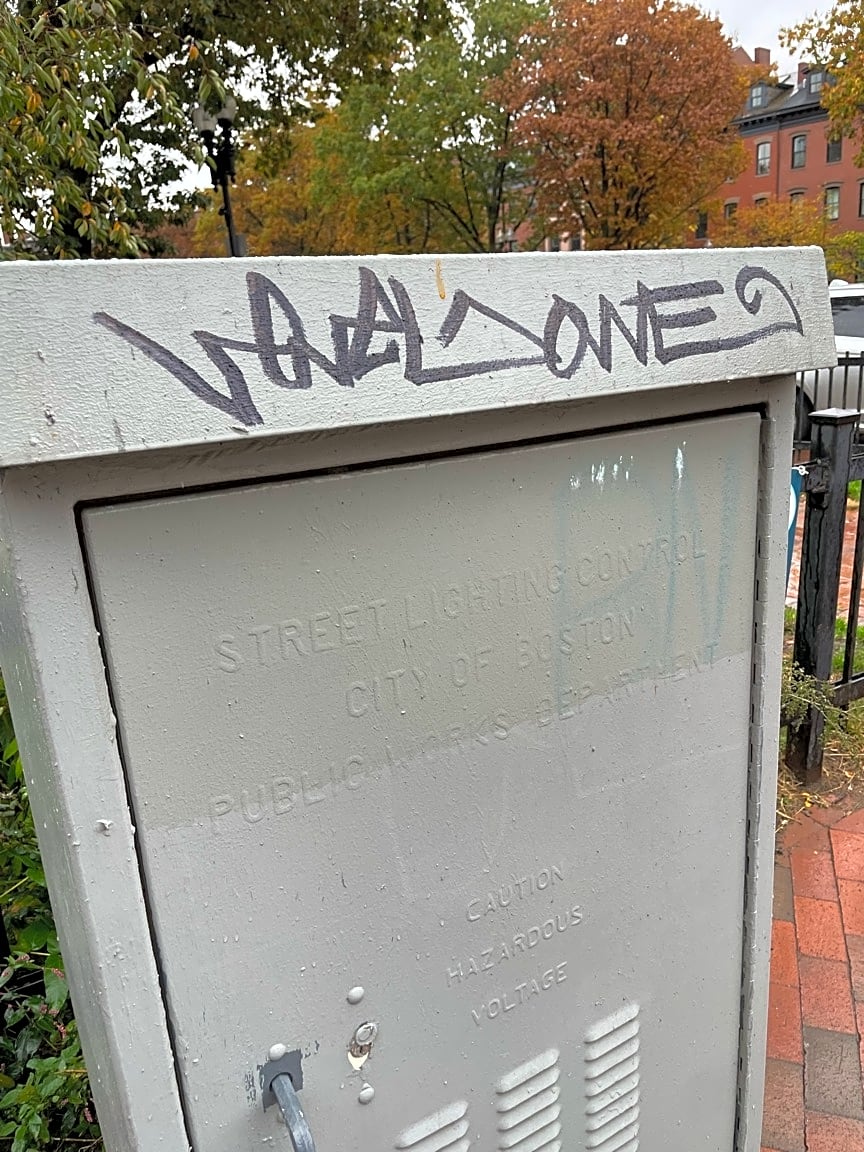 STREET LIGHTING CONTROL
CITY OF BOSTON
PUBLIC WORKS DEPARTMENT
CAUTION
HAZARDOUS
VOLTAGE